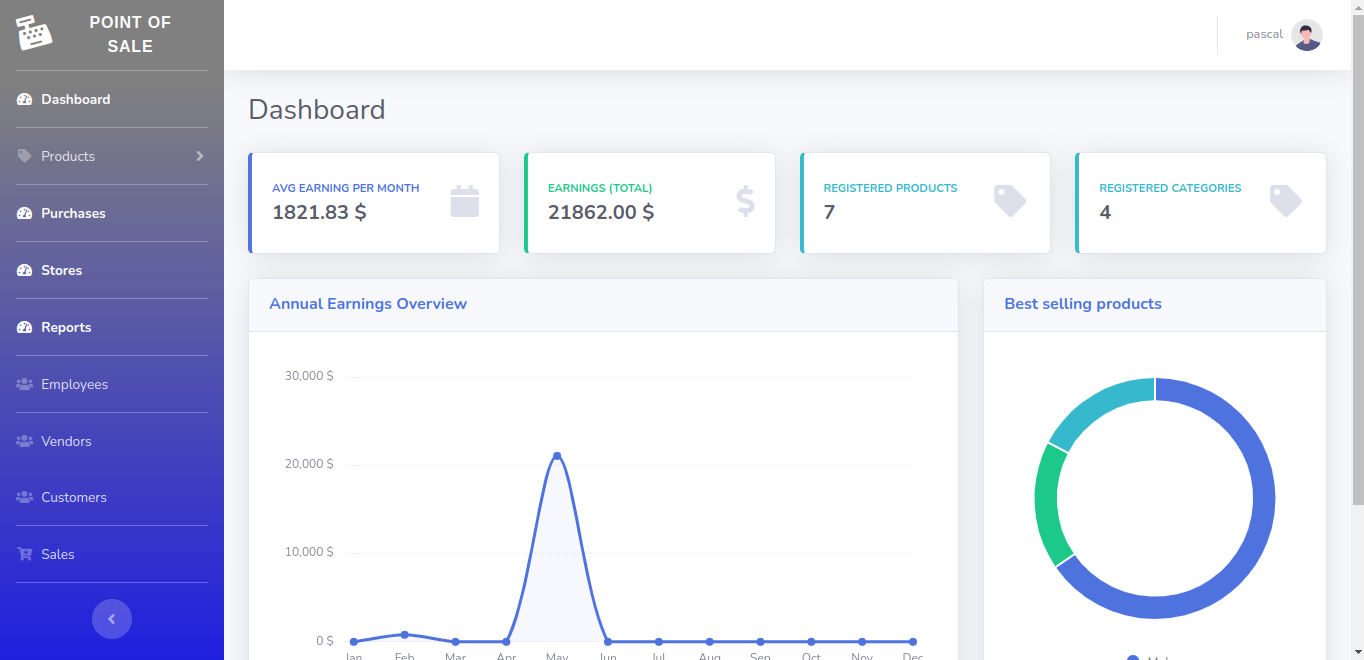 POINT OF
SALE
pascal
Dashboard
Products
Purchases
Stores
Reports
Employees
Vendors
Customers
Sales
Dashboard
AVG EARNING PER MONTH
1821.83 $
EARNINGS (TOTAL)
21862.00 $
REGISTERED PRODUCTS
7
REGISTERED CATEGORIES
4
Annual Earnings Overview
30,000 $
20,000 $
10,000 $
0 $
Jan Feb Mar Apr May Jun Jul Aug Sep Oct Nov Dec
Best selling products